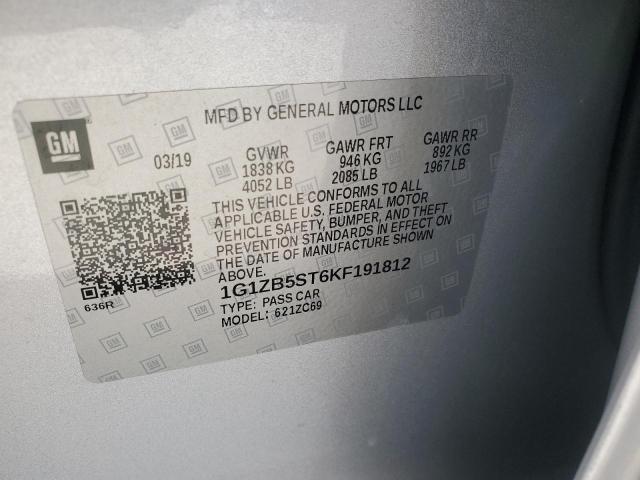 MFD BY GENERAL MOTORS LLC
GM
03/19 GVWR GAWR FRT GAWR RR
1838 KG 946 KG 892 KG
4052 LB 2085 LB 1967 LB
THIS VEHICLE CONFORMS TO ALL
APPLICABLE U.S. FEDERAL MOTOR
VEHICLE SAFETY, BUMPER, AND THEFT
PREVENTION STANDARDS IN EFFECT ON
THE DATE OF MANUFACTURE SHOWN
ABOVE.
1G1ZB5ST6KF191812
TYPE: PASS CAR
MODEL: 621ZC69
636R